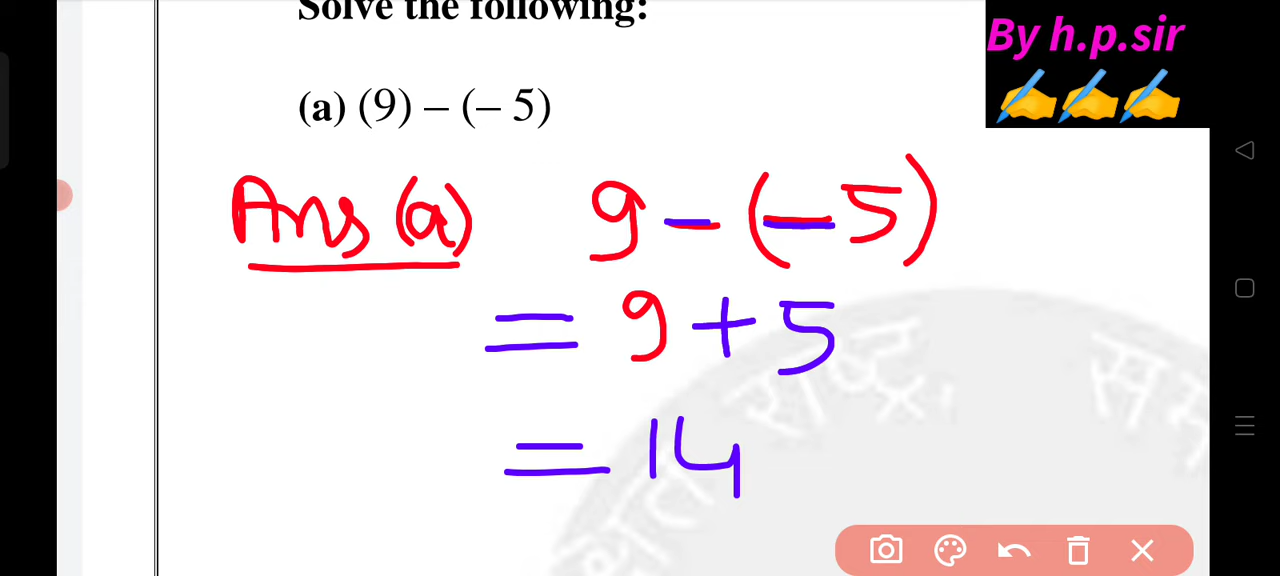 Solve the following:
By h.p.sir
(a) (9) – (– 5)
Ans (a) 9 - (-5)
= 9 + 5
= 14